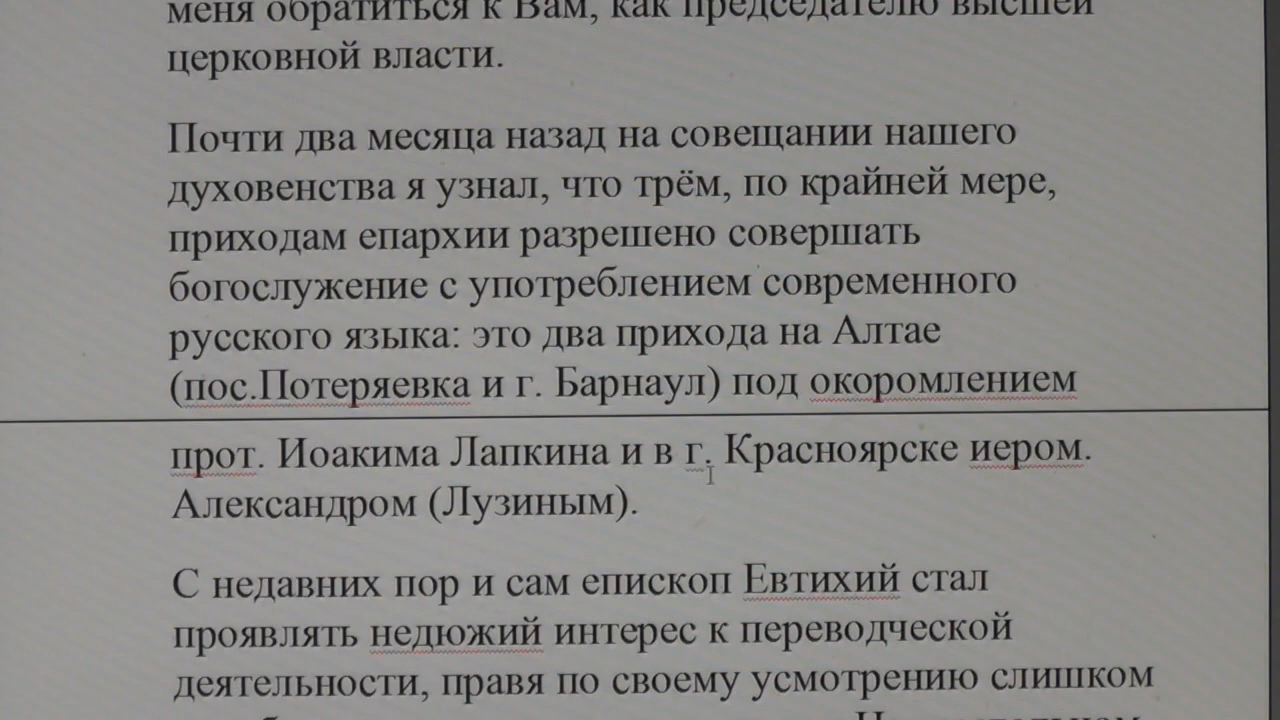 меня обратиться к Вам, как председателю высшей
церковной власти.
Почти два месяца назад на совещании нашего
духовенства я узнал, что трём, по крайней мере,
приходам епархии разрешено совершать
богослужение с употреблением современного
русского языка: это два прихода на Алтае
(пос.Потеряевка и г. Барнаул) под окоромлением
прот. Иоакима Лапкина и в г. Красноярске иером.
Александром (Лузиным).
С недавних пор и сам епископ Евтихий стал
проявлять недюжий интерес к переводческой
деятельности, правя по своему усмотрению слишком